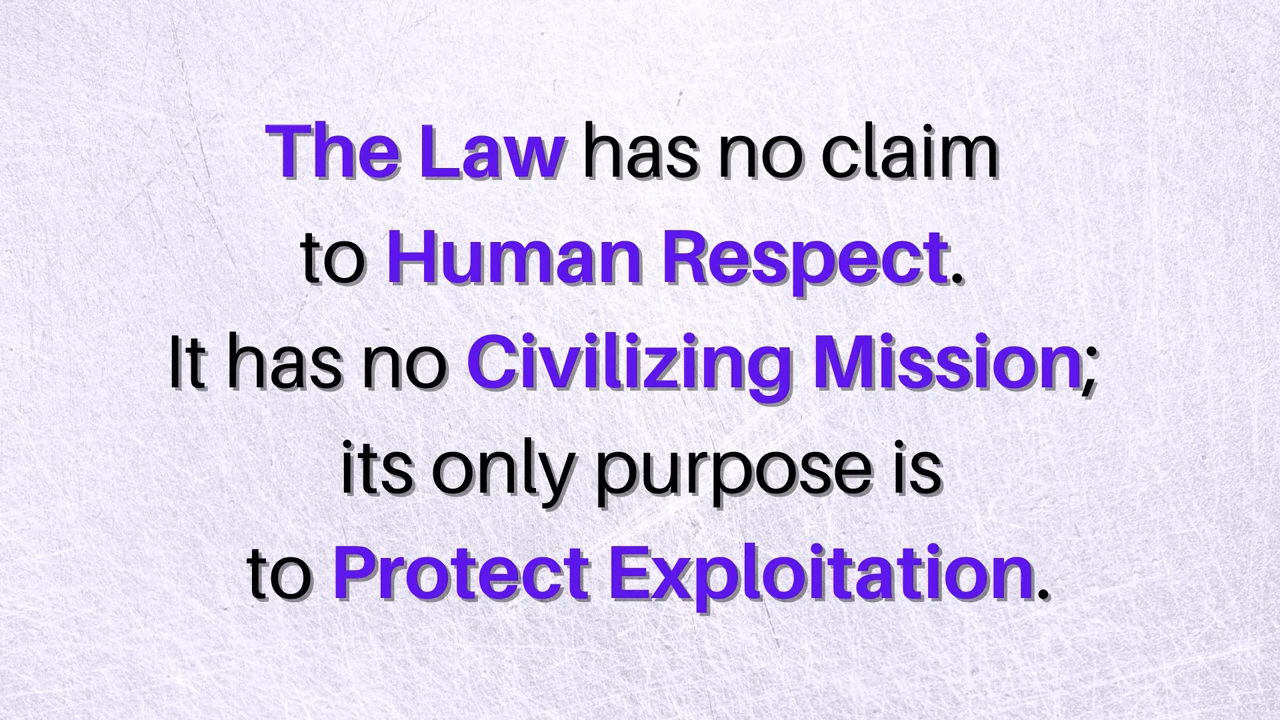 The Law has no claim
to Human Respect.
It has no Civilizing Mission;
its only purpose is
to Protect Exploitation.